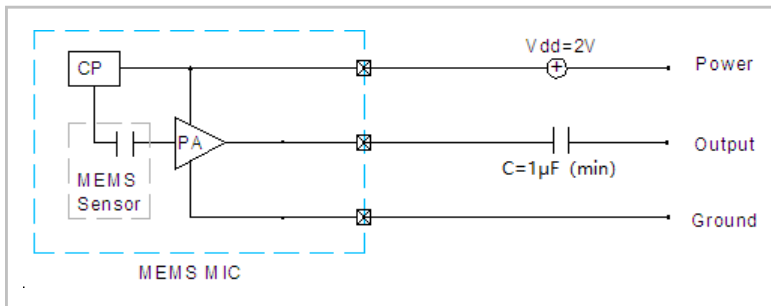 Vdd=2V
CP
Power
PA
Output
C=1μF (min)
MEMS
Sensor
Ground
MEMS MIC